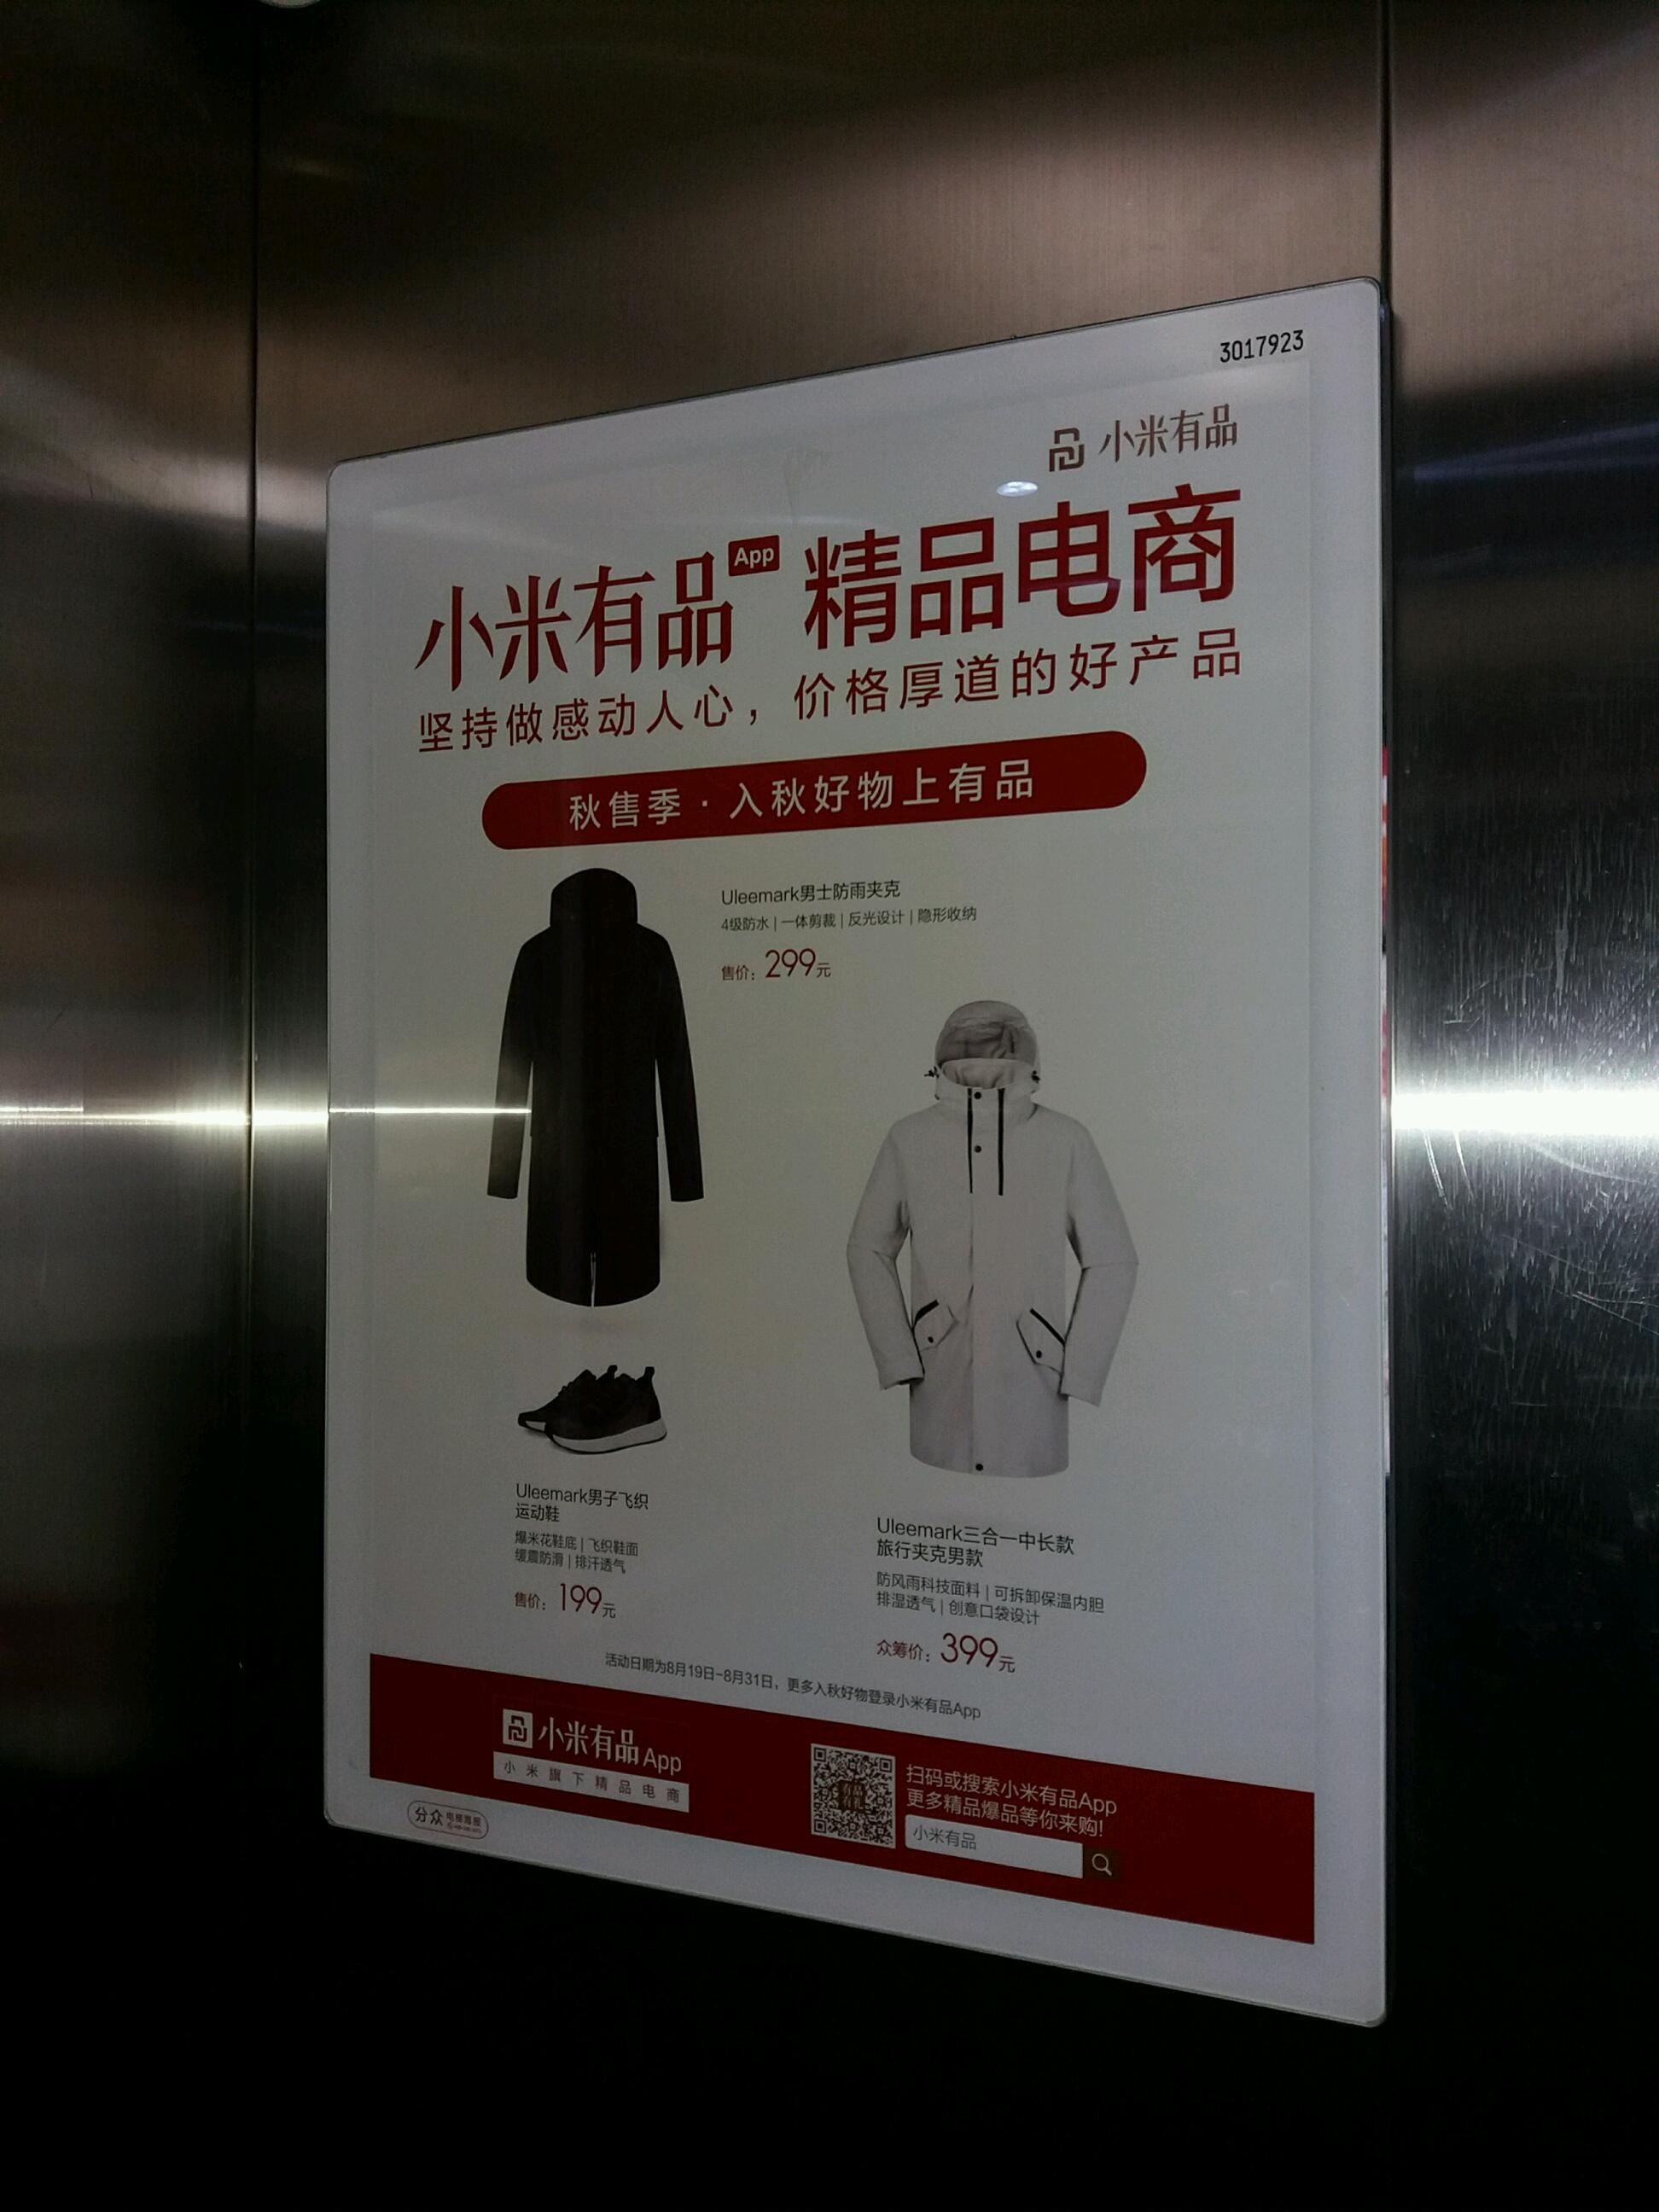 3017923
小米有品
小米有品App 精品电商
坚持做感动人心，价格厚道的好产品
秋售季·入秋好物上有品
Uleemark男士防雨夹克
4级防水|一体剪裁|反光设计|隐形收纳
售价：299元
Uleemark男子飞织
运动鞋
爆米花鞋底|飞织鞋面
缓震防滑|排汗透气
售价：199元
Uleemark三合一中长款
旅行夹克男款
防风雨科技面料|可拆卸保温内胆
排湿透气|创意口袋设计
众筹价：399元
活动日期为8月19日-8月31日，更多入秋好物登录小米有品App
小米有品App
小米旗下精品电商
扫码或搜索小米有品App
更多精品爆品等你来购!
小米有品
分众 电梯海报